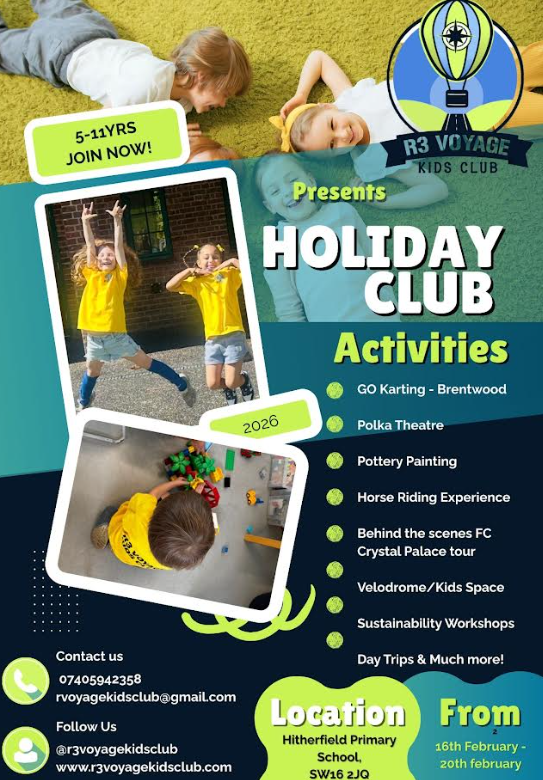 5-11YRS
JOIN NOW!
R3 VOYAGE
KIDS CLUB
Presents
HOLIDAY
CLUB
Activities
GO Karting - Brentwood
Polka Theatre
Pottery Painting
Horse Riding Experience
Behind the scenes FC
Crystal Palace tour
Velodrome/Kids Space
Sustainability Workshops
Day Trips & Much more!
2026
Contact us
07405942358
rvoyagekidsclub@gmail.com
Follow Us
@r3voyagekidsclub
www.r3voyagekidsclub.com
Location
Hitherfield Primary
School,
SW16 2JQ
From
2
16th February -
20th february